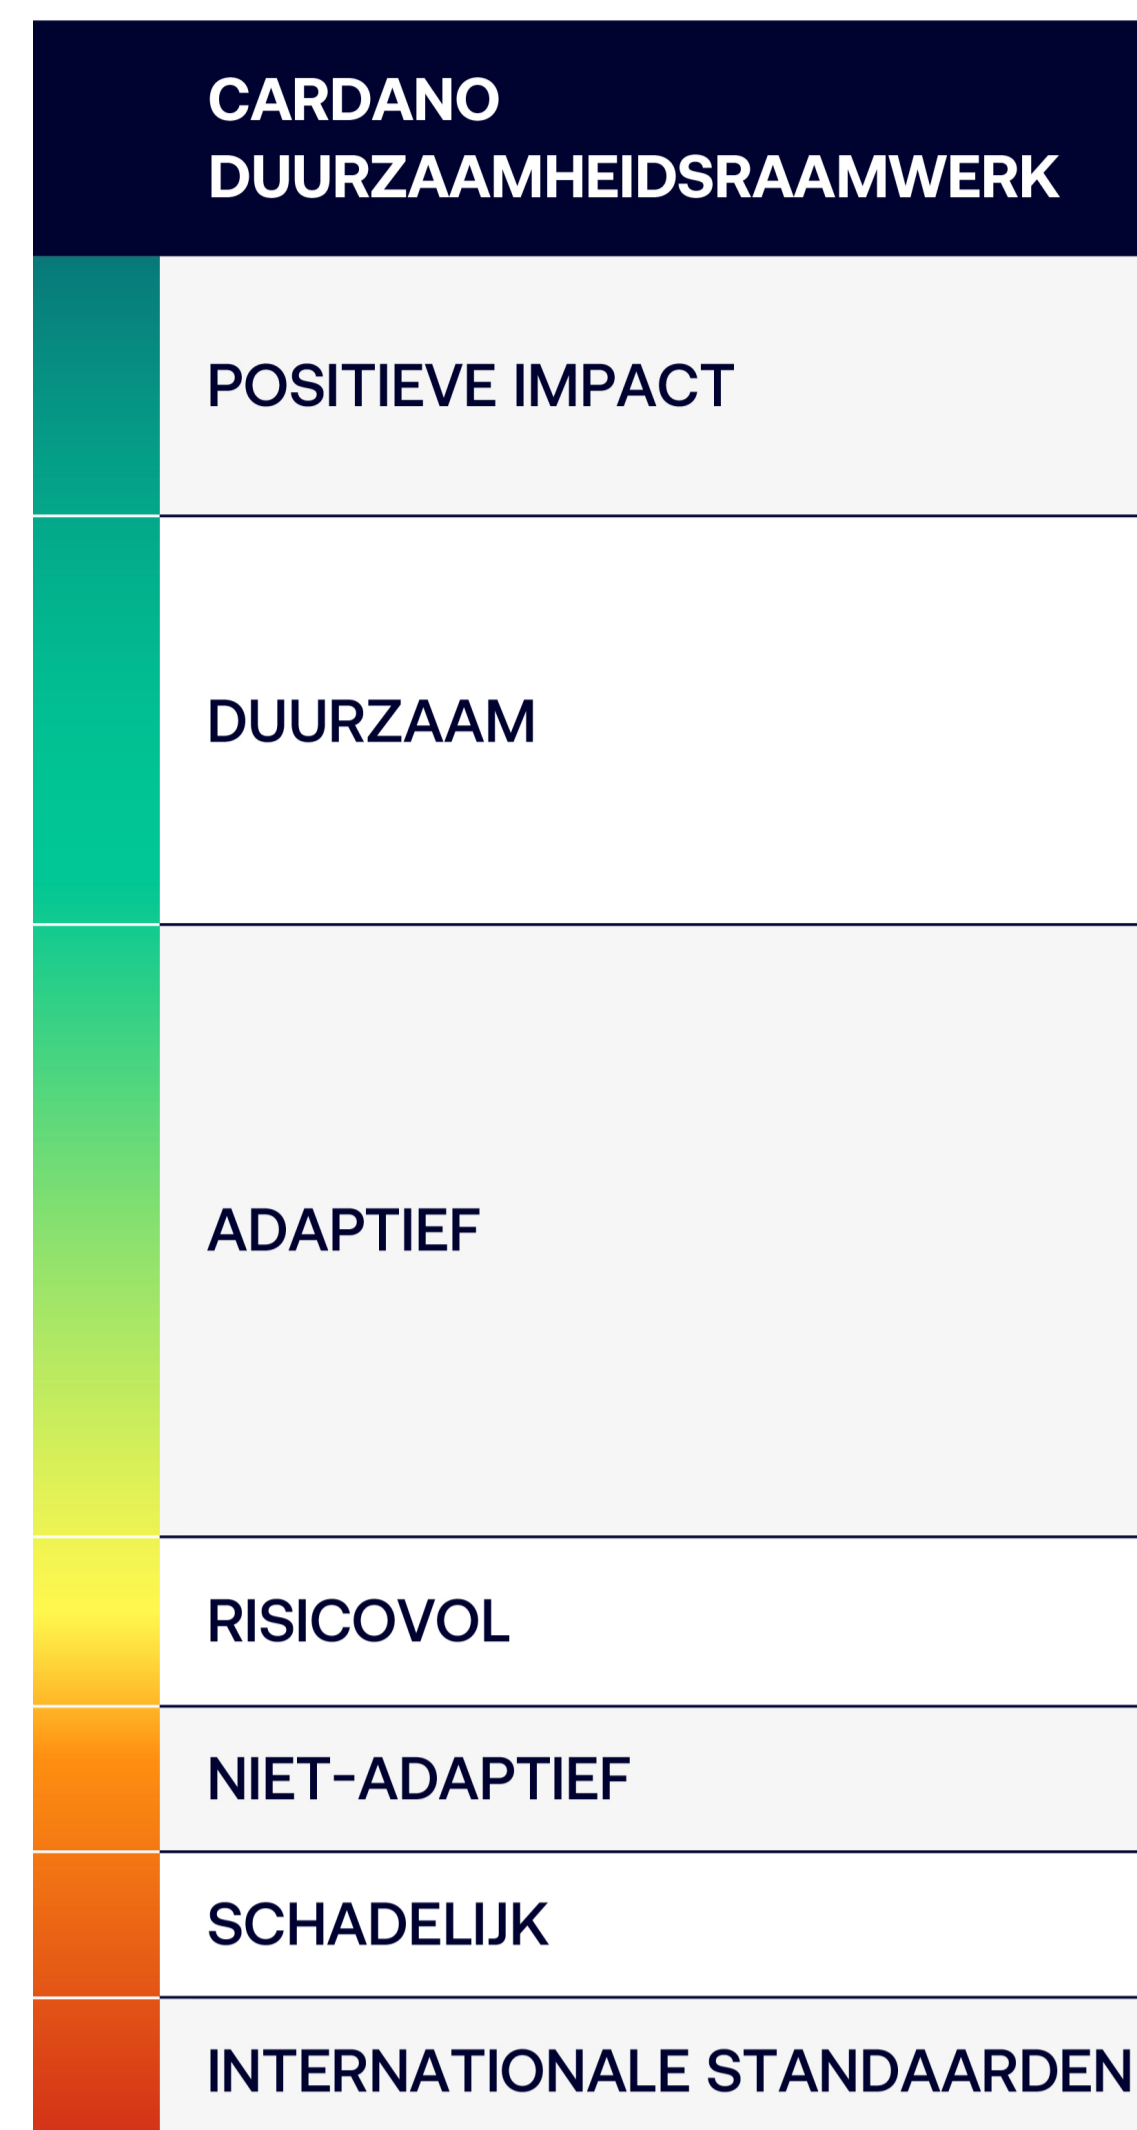 CARDANO
DUURZAAMHEIDSRAAMWERK
POSITIEVE IMPACT
DUURZAAM
ADAPTIEF
RISICOVOL
NIET-ADAPTIEF
SCHADELIJK
INTERNATIONALE STANDAARDEN